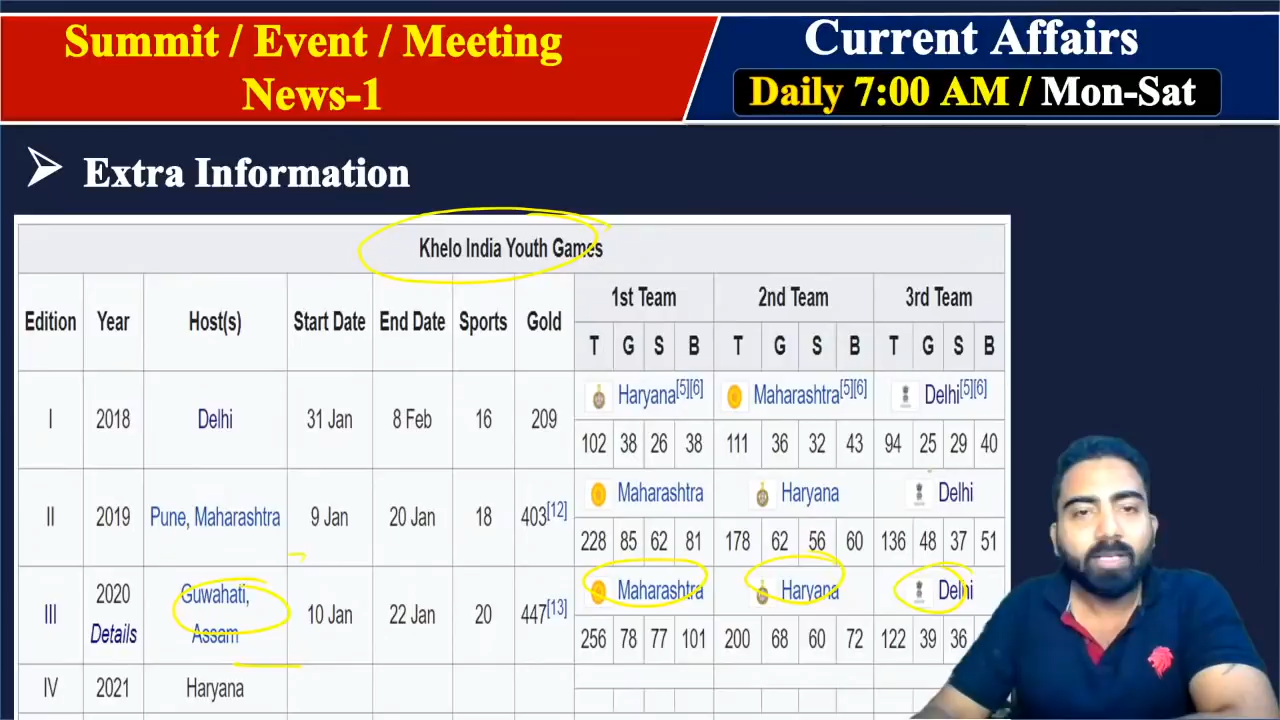 Summit / Event / Meeting
News-1
Current Affairs
Daily 7:00 AM / Mon-Sat
➢ Extra Information
Khelo India Youth Games
Edition Year Host(s) Start Date End Date Sports Gold 1st Team 2nd Team 3rd Team
T G S B T G S B T G S B
I 2018 Delhi 31 Jan 8 Feb 16 209 Haryana[5][6] Maharashtra[5][6] Delhi[5][6]
102 38 26 38 111 36 32 43 94 25 29 40
II 2019 Pune, Maharashtra 9 Jan 20 Jan 18 403[12] Maharashtra Haryana Delhi
228 85 62 81 178 62 56 60 136 48 37 51
III 2020 Details Guwahati, Assam 10 Jan 22 Jan 20 447[13] Maharashtra Haryana Delhi
256 78 77 101 200 68 60 72 122 39 36
IV 2021 Haryana